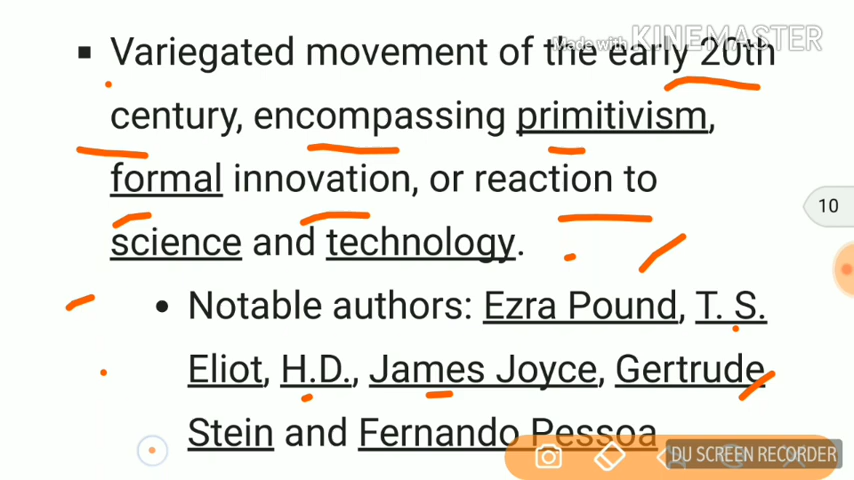 Made with KINEMASTER
▪ Variegated movement of the early 20th
century, encompassing primitivism,
formal innovation, or reaction to
10
science and technology.
• Notable authors: Ezra Pound, T. S.
Eliot, H.D., James Joyce, Gertrude
Stein and Fernando Pessoa
DU SCREEN RECORDER